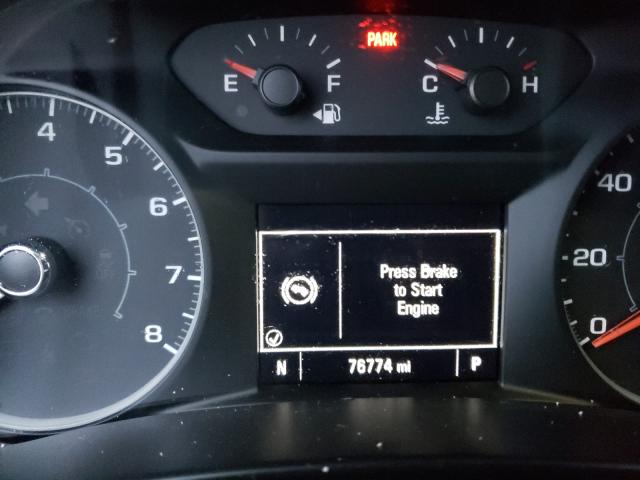 PARK
E F
C H
4
5
6
7
8
40
20
0
Press Brake
to Start
Engine
N 76774 mi P